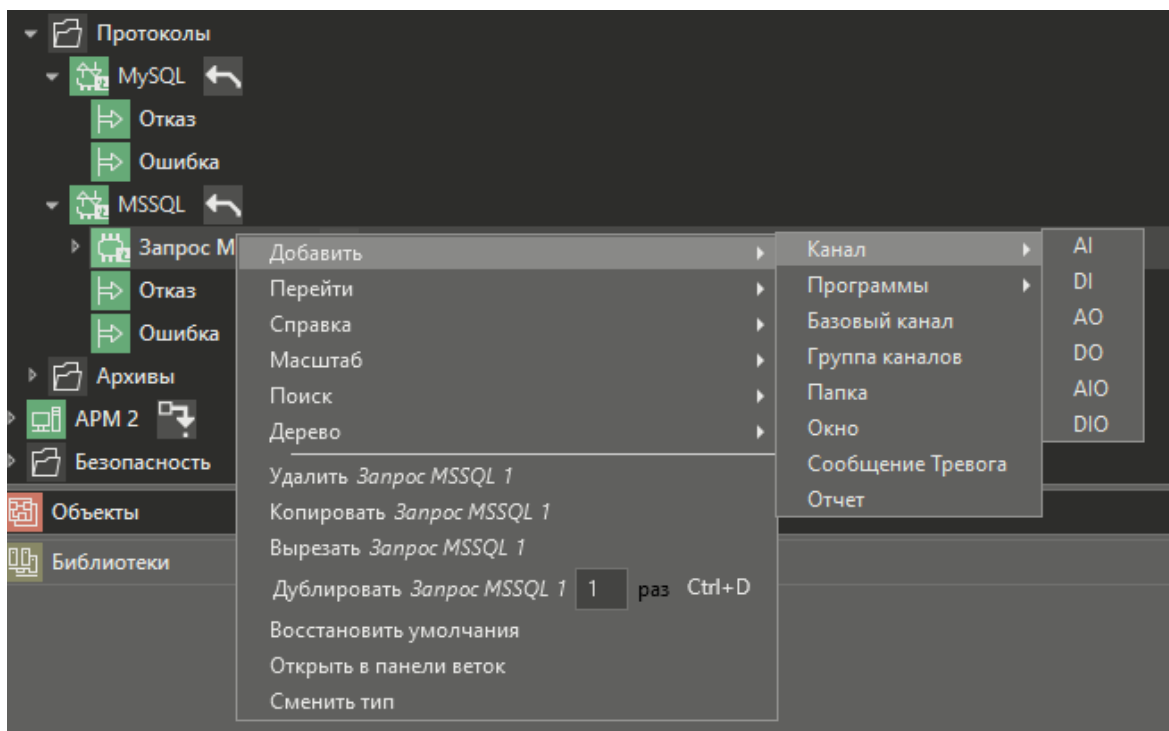 Протоколы
MySQL
Отказ
Ошибка
MSSQL
Запрос M
Отказ
Ошибка
Архивы
АРМ 2
Безопасность
Объекты
Библиотеки
Добавить
Перейти
Справка
Масштаб
Поиск
Дерево
Удалить Запрос MSSQL 1
Копировать Запрос MSSQL 1
Вырезать Запрос MSSQL 1
Дублировать Запрос MSSQL 1 1 раз Ctrl+D
Восстановить умолчания
Открыть в панели веток
Сменить тип
Канал
Программы
Базовый канал
Группа каналов
Папка
Окно
Сообщение Тревога
Отчет
AI
DI
AO
DO
AIO
DIO